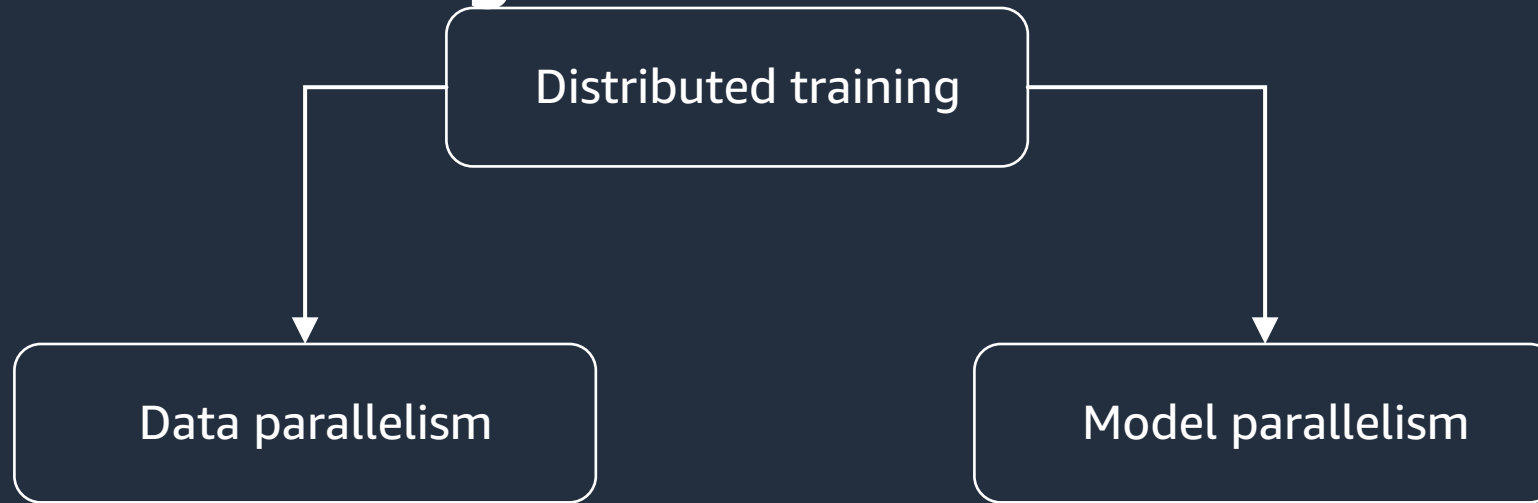 Distributed training
Data parallelism
Model parallelism